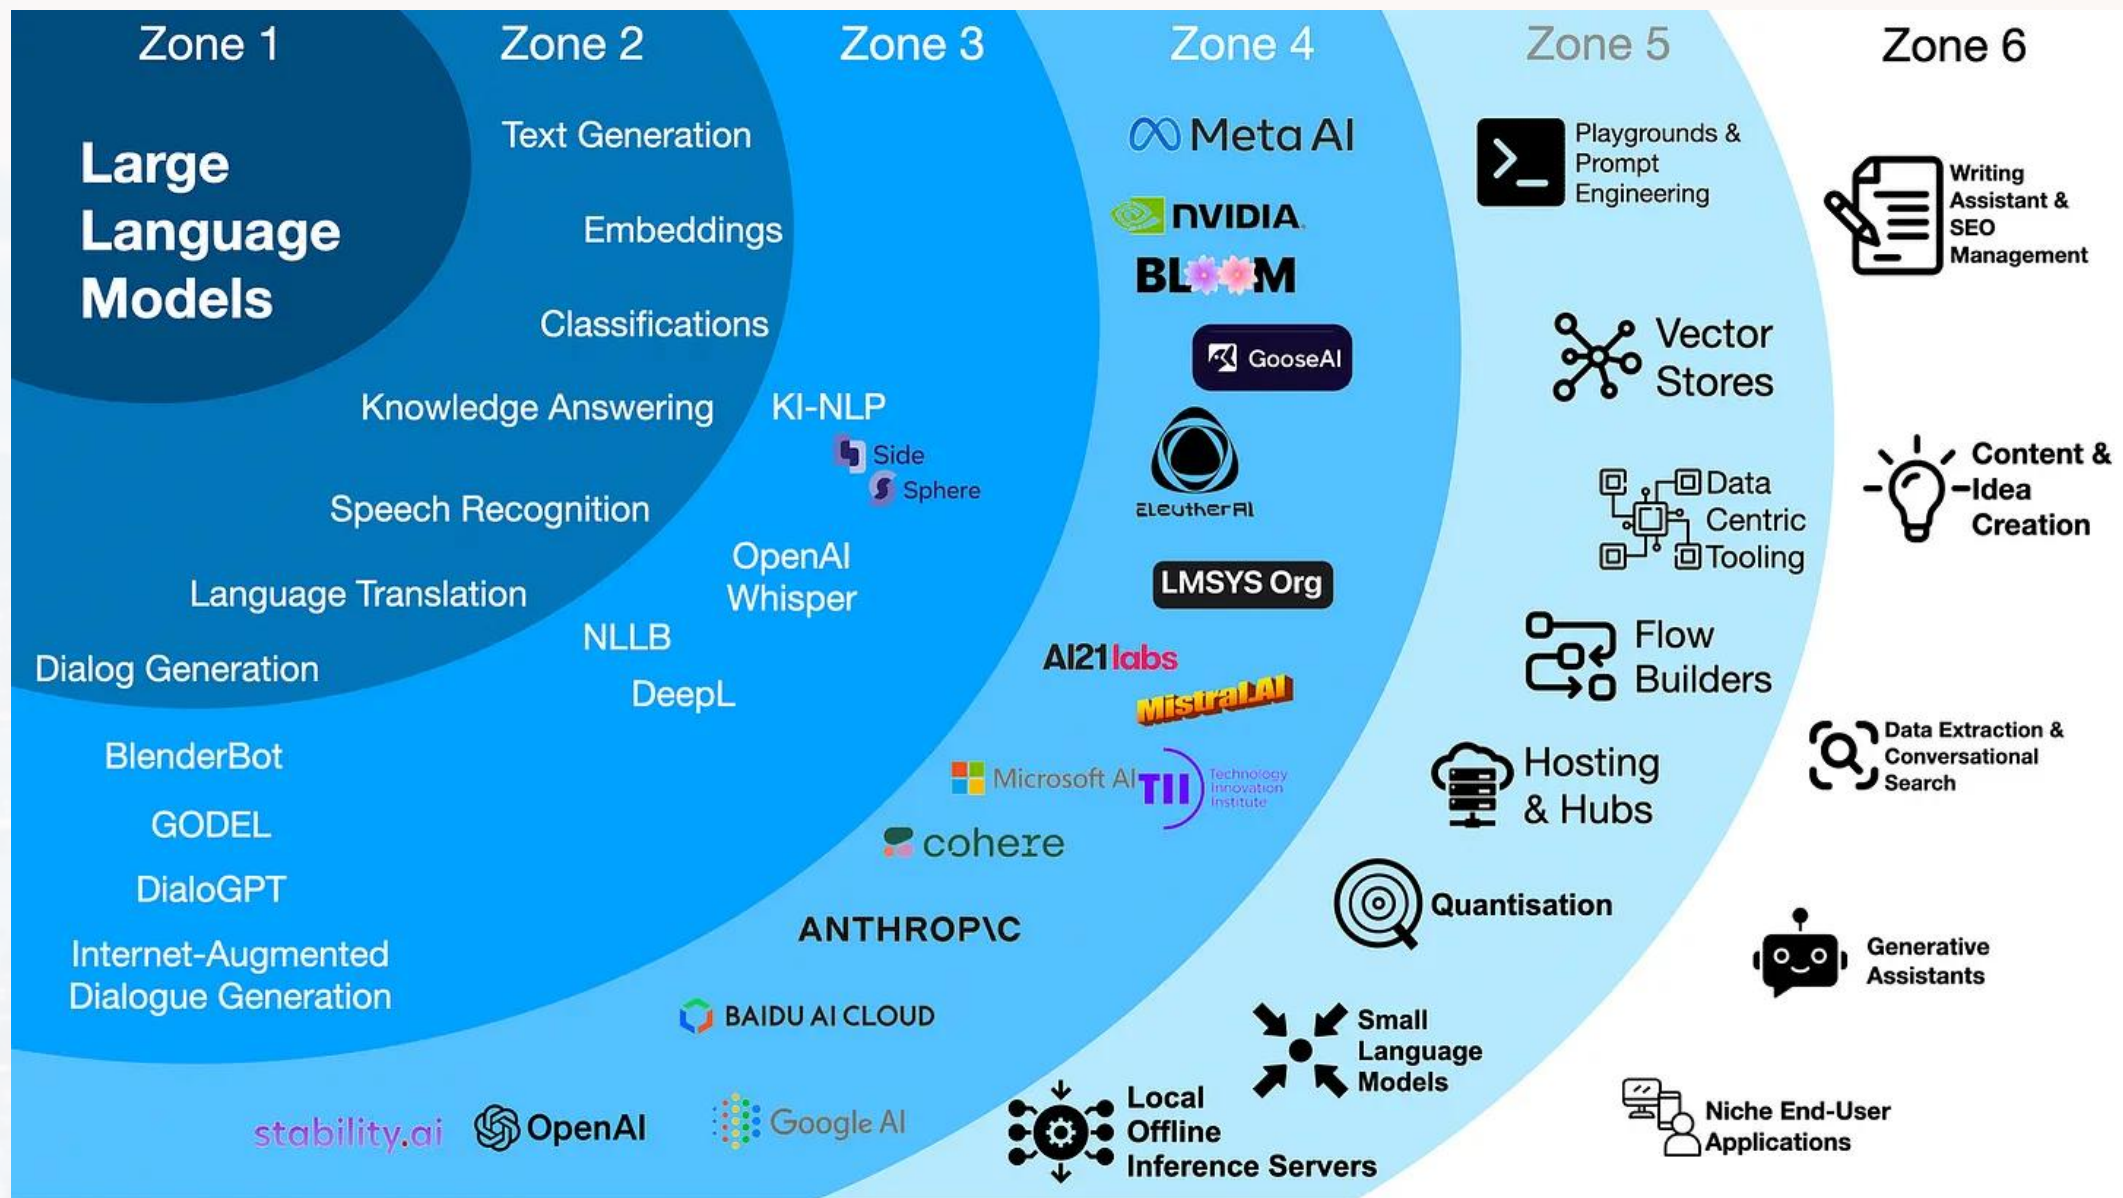 Zone 1
Zone 2
Zone 3
Zone 4
Zone 5
Zone 6
Large
Language
Models
Text Generation
Embeddings
Classifications
Knowledge Answering
Speech Recognition
Language Translation
Dialog Generation
KI-NLP
Side
Sphere
OpenAI
Whisper
NLLB
DeepL
BlenderBot
GODEL
DialoGPT
Internet-Augmented
Dialogue Generation
Meta AI
NVIDIA.
BLOOM
GooseAI
EleutherAI
LMSYS Org
AI21labs
Mistral.AI
Microsoft AI
TII
Technology
Innovation
Institute
cohere
ANTHROP\C
BAIDU AI CLOUD
Google AI
OpenAI
stability.ai
Playgrounds &
Prompt
Engineering
Vector
Stores
Data
Centric
Tooling
Flow
Builders
Hosting
& Hubs
Quantisation
Small
Language
Models
Local
Offline
Inference Servers
Writing
Assistant &
SEO
Management
Content &
Idea
Creation
Data Extraction &
Conversational
Search
Generative
Assistants
Niche End-User
Applications